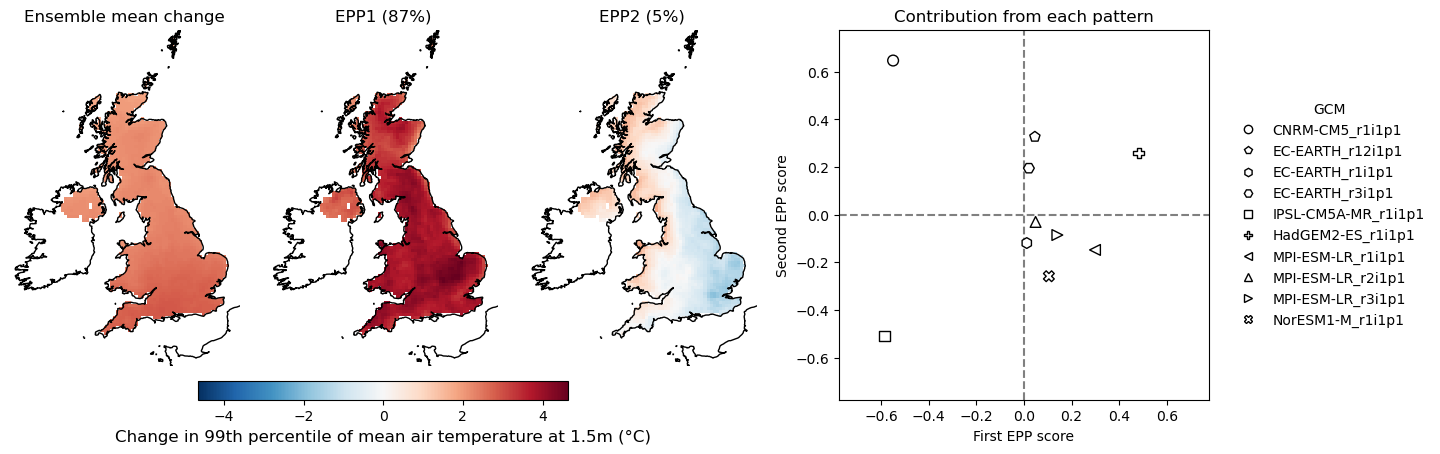 Ensemble mean change
EPP1 (87%)
EPP2 (5%)
−4 −2 0 2 4
Change in 99th percentile of mean air temperature at 1.5m (°C)
Contribution from each pattern
Second EPP score
0.6
0.4
0.2
0.0
−0.2
−0.4
−0.6
−0.6 −0.4 −0.2 0.0 0.2 0.4 0.6
First EPP score
GCM
CNRM-CM5_r1i1p1
EC-EARTH_r12i1p1
EC-EARTH_r1i1p1
EC-EARTH_r3i1p1
IPSL-CM5A-MR_r1i1p1
HadGEM2-ES_r1i1p1
MPI-ESM-LR_r1i1p1
MPI-ESM-LR_r2i1p1
MPI-ESM-LR_r3i1p1
NorESM1-M_r1i1p1